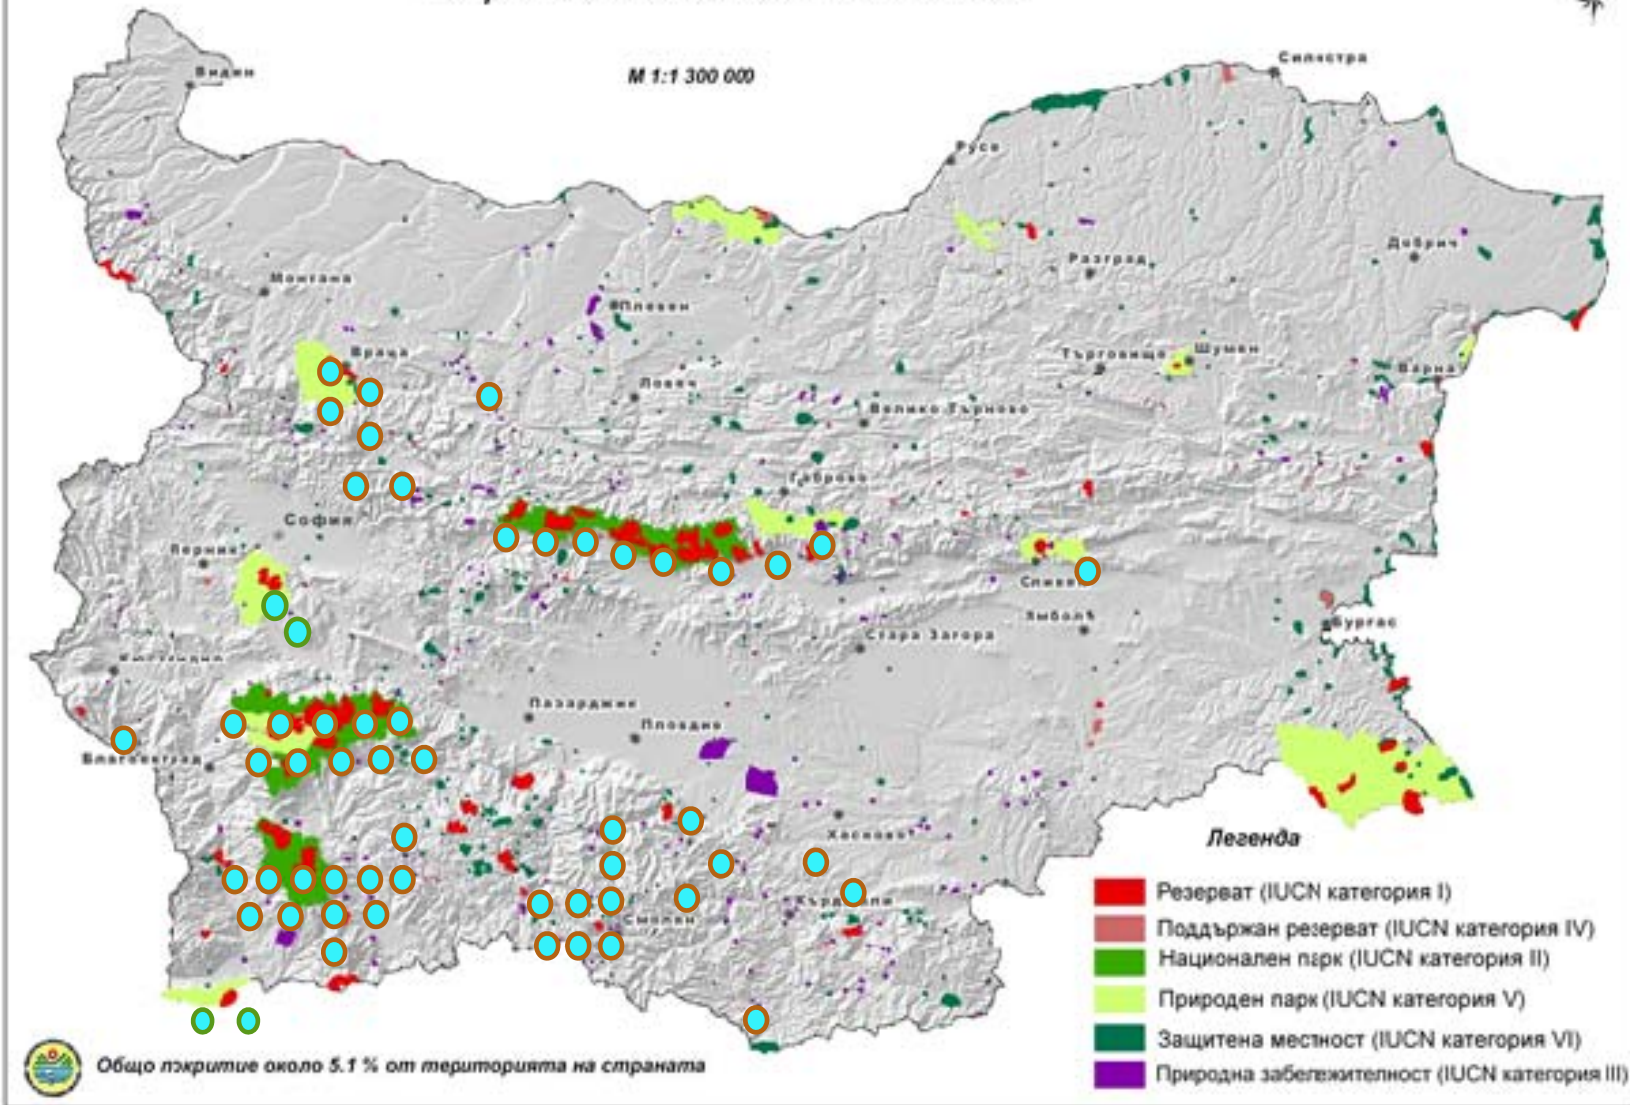 М 1:1 300 000
Видин
Силистра
Русе
Добрич
Разград
Монтана
Плевен
Враца
Търговище
Шумен
Варна
Ловеч
Велико Търново
Габрово
София
Перник
Сливен
Ямбол
Бургас
Стара Загора
Кюстендил
Пазарджик
Пловдив
Благоевград
Хасково
Кърджали
Смолян
Легенда
Резерват (IUCN категория I)
Поддържан резерват (IUCN категория IV)
Национален парк (IUCN категория II)
Природен парк (IUCN категория V)
Защитена местност (IUCN категория VI)
Природна забележителност (IUCN категория III)
Общо покритие около 5.1 % от територията на страната